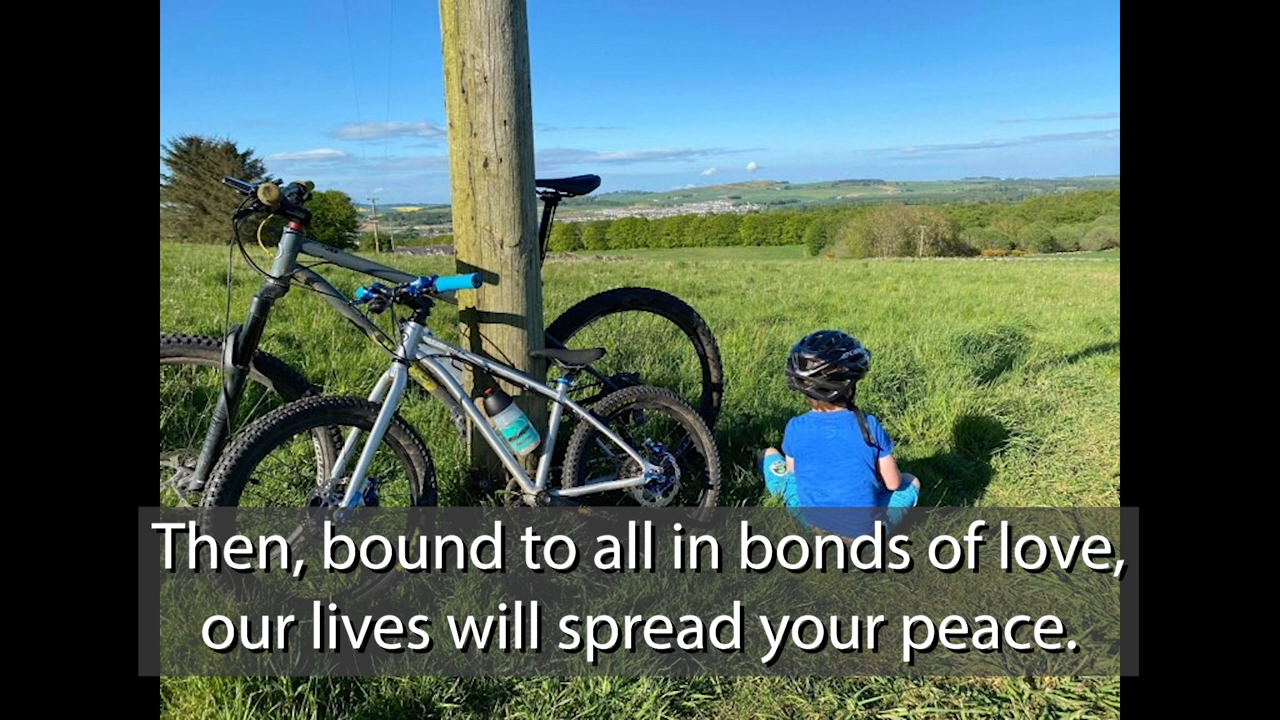 Then, bound to all in bonds of love,
our lives will spread your peace.